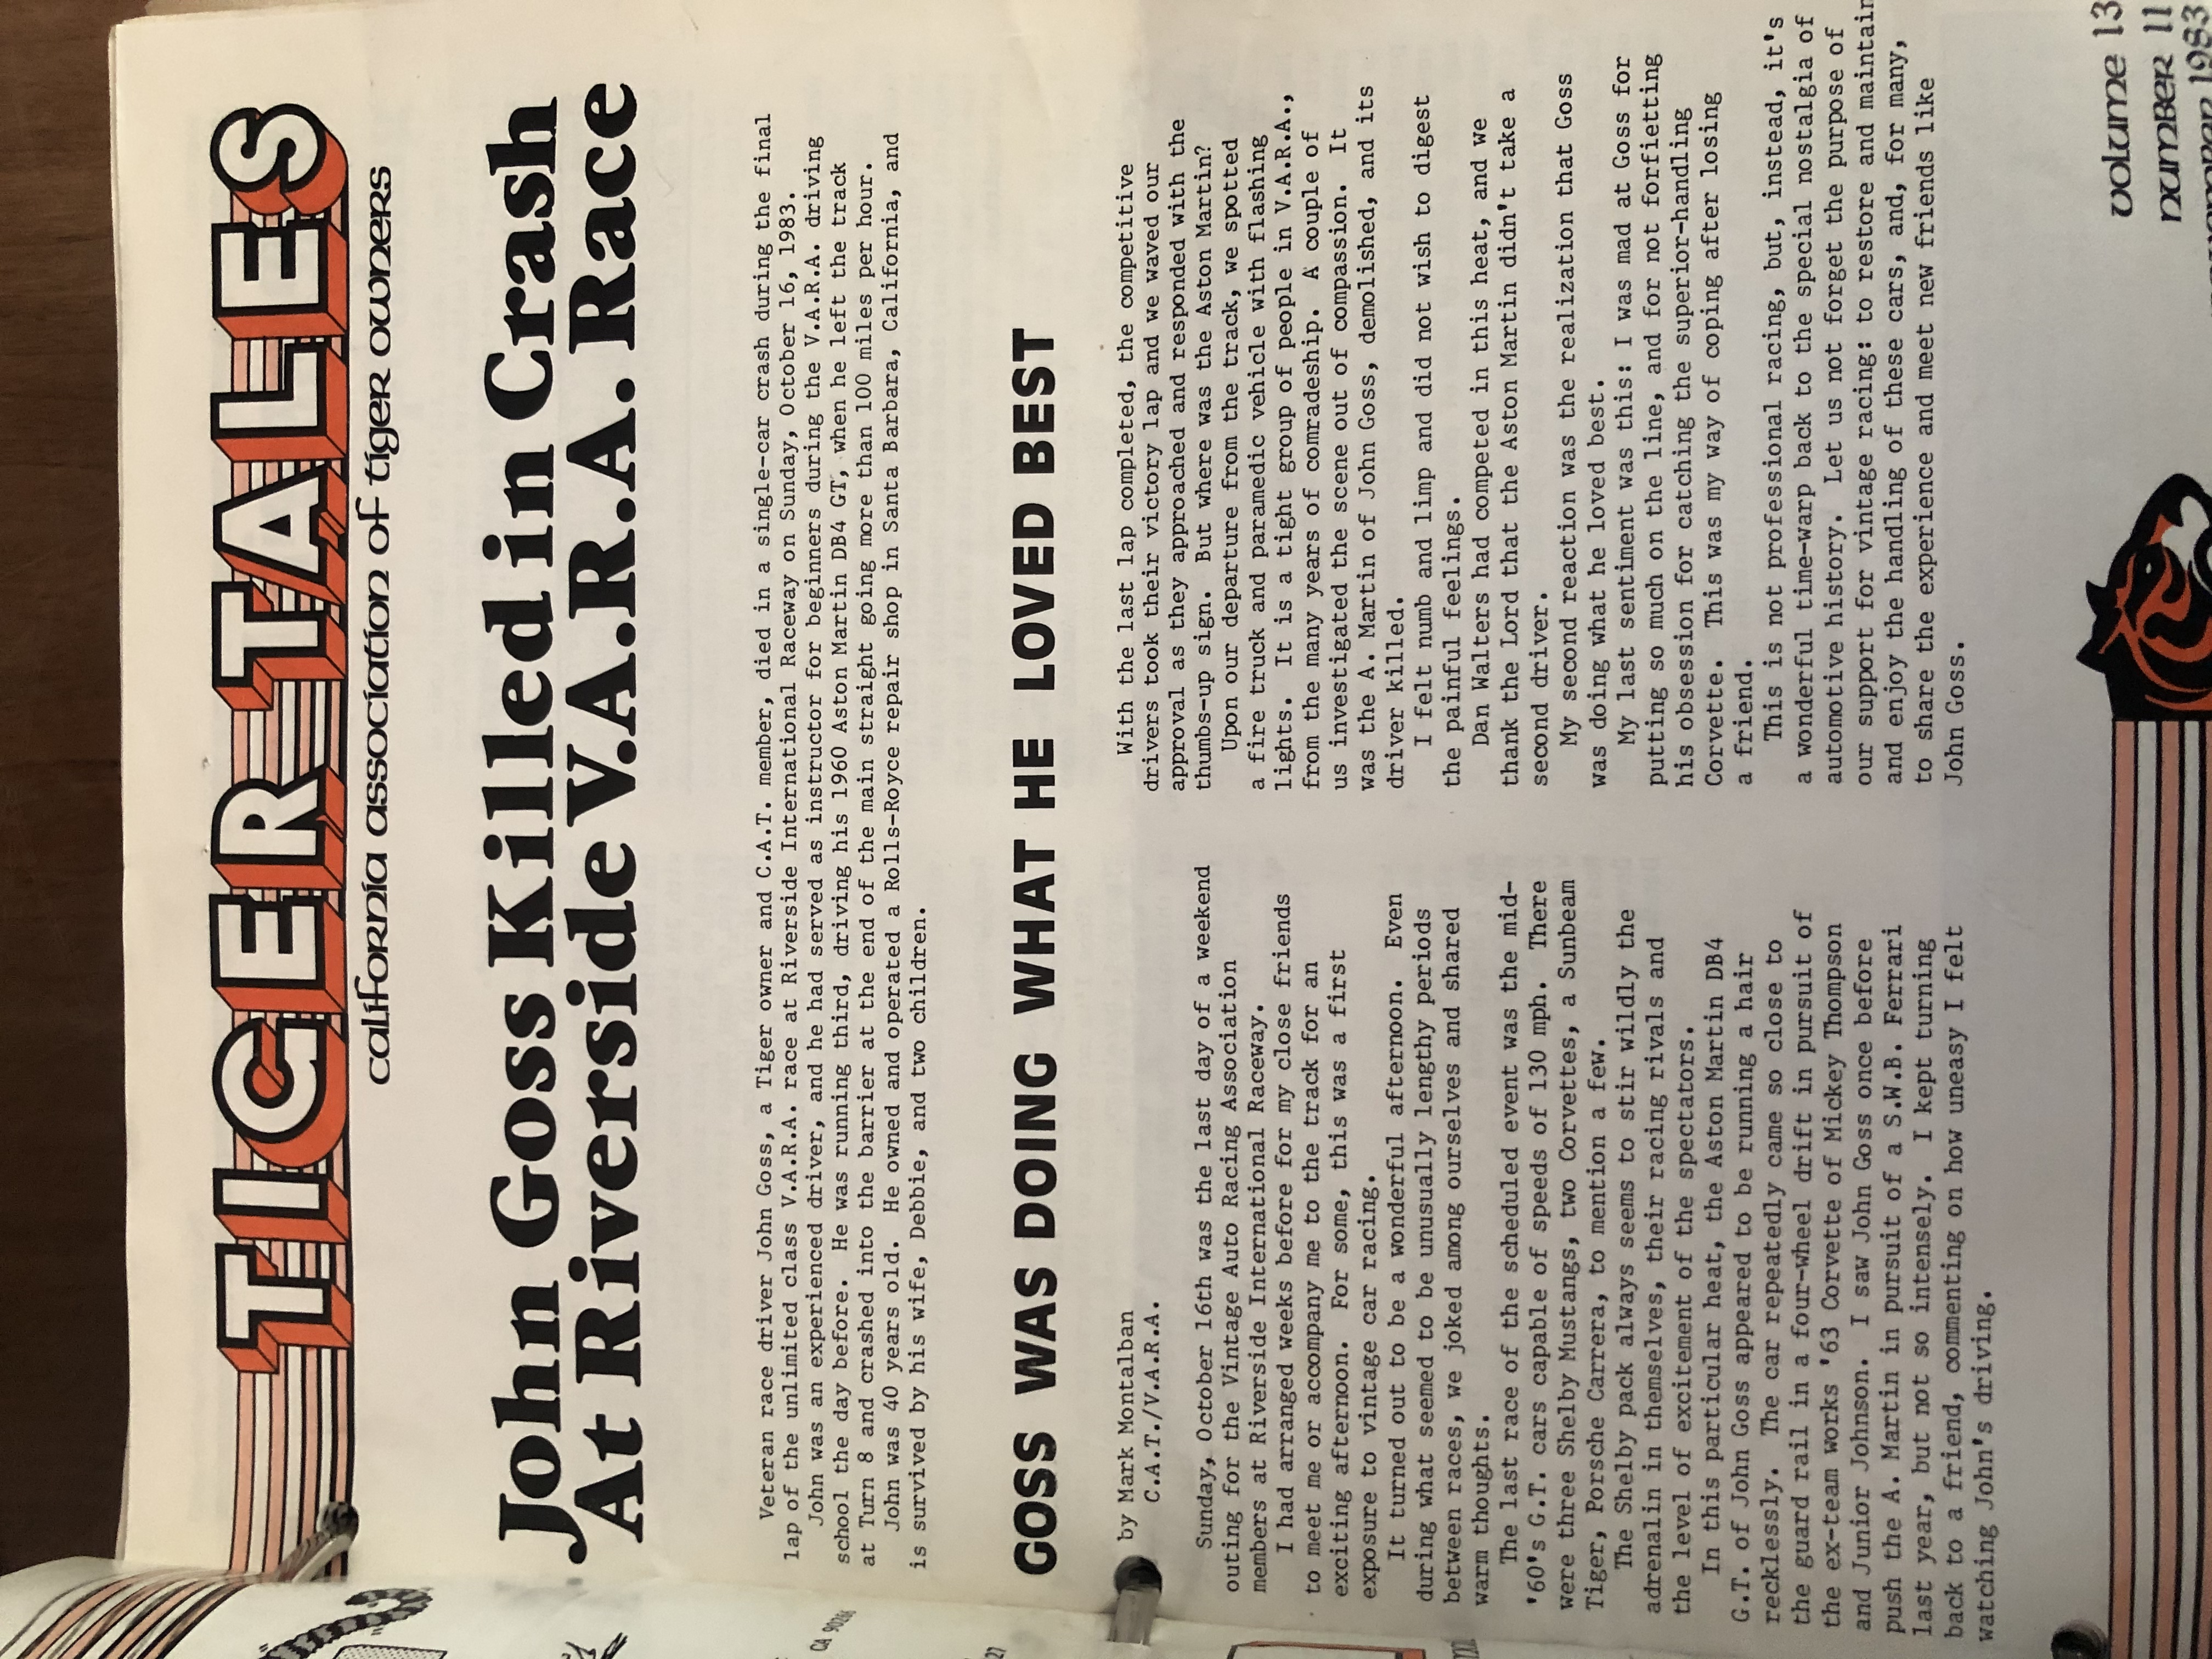 TIGER TALES
california association of tiger owners
John Goss Killed in Crash
At Riverside V.A.R.A. Race
Veteran race driver John Goss, a Tiger owner and C.A.T. member, died in a single-car crash during the final
lap of the unlimited class V.A.R.A. race at Riverside International Raceway on Sunday, October 16, 1983.
John was an experienced driver, and he had served as instructor for beginners during the V.A.R.A. driving
school the day before. He was running third, driving his 1960 Aston Martin DB4 GT, when he left the track
at Turn 8 and crashed into the barrier at the end of the main straight going more than 100 miles per hour.
John was 40 years old. He owned and operated a Rolls-Royce repair shop in Santa Barbara, California, and
is survived by his wife, Debbie, and two children.
GOSS WAS DOING WHAT HE LOVED BEST
by Mark Montalban
C.A.T./V.A.R.A.
Sunday, October 16th was the last day of a weekend
outing for the Vintage Auto Racing Association
members at Riverside International Raceway.
I had arranged weeks before for my close friends
to meet me or accompany me to the track for an
exciting afternoon. For some, this was a first
exposure to vintage car racing.
It turned out to be a wonderful afternoon. Even
during what seemed to be unusually lengthy periods
between races, we joked among ourselves and shared
warm thoughts.
The last race of the scheduled event was the mid-
'60's G.T. cars capable of speeds of 130 mph. There
were three Shelby Mustangs, two Corvettes, a Sunbeam
Tiger, Porsche Carrera, to mention a few.
The Shelby pack always seems to stir wildly the
adrenalin in themselves, their racing rivals and
the level of excitement of the spectators.
In this particular heat, the Aston Martin DB4
G.T. of John Goss appeared to be running a hair
recklessly. The car repeatedly came so close to
the guard rail in a four-wheel drift in pursuit of
the ex-team works '63 Corvette of Mickey Thompson
and Junior Johnson. I saw John Goss once before
push the A. Martin in pursuit of a S.W.B. Ferrari
last year, but not so intensely. I kept turning
back to a friend, commenting on how uneasy I felt
watching John's driving.
With the last lap completed, the competitive
drivers took their victory lap and we waved our
approval as they approached and responded with the
thumbs-up sign. But where was the Aston Martin?
Upon our departure from the track, we spotted
a fire truck and paramedic vehicle with flashing
lights. It is a tight group of people in V.A.R.A.,
from the many years of comradeship. A couple of
us investigated the scene out of compassion. It
was the A. Martin of John Goss, demolished, and its
driver killed.
I felt numb and limp and did not wish to digest
the painful feelings.
Dan Walters had competed in this heat, and we
thank the Lord that the Aston Martin didn't take a
second driver.
My second reaction was the realization that Goss
was doing what he loved best.
My last sentiment was this: I was mad at Goss for
putting so much on the line, and for not forfietting
his obsession for catching the superior-handling
Corvette. This was my way of coping after losing
a friend.
This is not professional racing, but, instead, it's
a wonderful time-warp back to the special nostalgia of
automotive history. Let us not forget the purpose of
our support for vintage racing: to restore and maintain
and enjoy the handling of these cars, and, for many,
to share the experience and meet new friends like
John Goss.
volume 13
number 11
1983
CA 90266
27